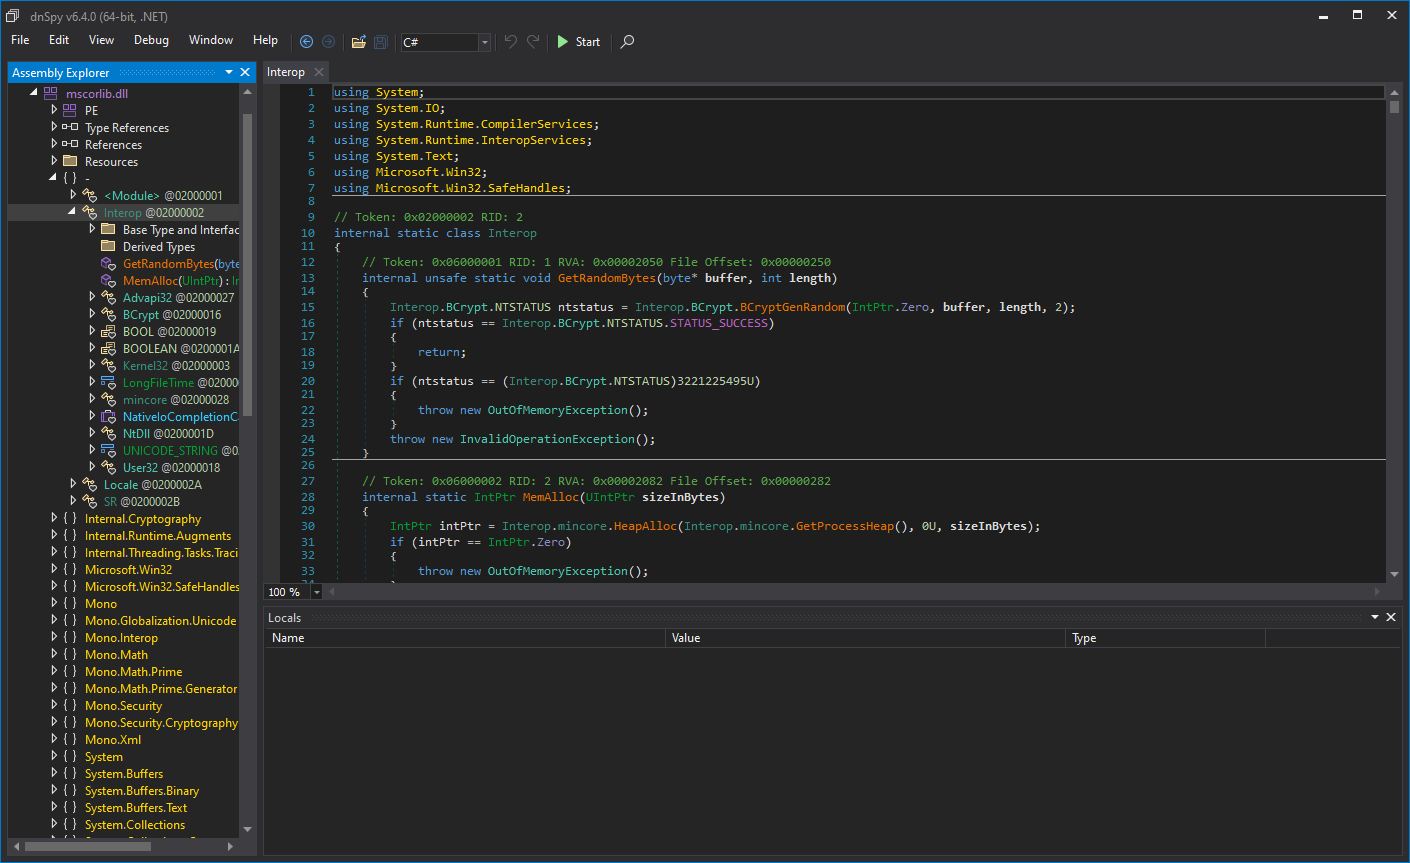 dnSpy v6.4.0 (64-bit, .NET)
File Edit View Debug Window Help C# Start
Assembly Explorer
mscorlib.dll
PE
Type References
References
Resources
{ } -
<Module> @02000001
Interop @02000002
Base Type and Interfac
Derived Types
GetRandomBytes(byte
MemAlloc(UIntPtr) : In
Advapi32 @02000027
BCrypt @02000016
BOOL @02000019
BOOLEAN @0200001A
Kernel32 @02000003
LongFileTime @020000
mincore @02000028
NativeIoCompletionC
NtDll @0200001D
UNICODE_STRING @0
User32 @02000018
Locale @0200002A
SR @0200002B
{ } Internal.Cryptography
{ } Internal.Runtime.Augments
{ } Internal.Threading.Tasks.Traci
{ } Microsoft.Win32
{ } Microsoft.Win32.SafeHandles
{ } Mono
{ } Mono.Globalization.Unicode
{ } Mono.Interop
{ } Mono.Math
{ } Mono.Math.Prime
{ } Mono.Math.Prime.Generator
{ } Mono.Security
{ } Mono.Security.Cryptography
{ } Mono.Xml
{ } System
{ } System.Buffers
{ } System.Buffers.Binary
{ } System.Buffers.Text
{ } System.Collections
Interop
1 using System;
2 using System.IO;
3 using System.Runtime.CompilerServices;
4 using System.Runtime.InteropServices;
5 using System.Text;
6 using Microsoft.Win32;
7 using Microsoft.Win32.SafeHandles;
8
9 // Token: 0x02000002 RID: 2
10 internal static class Interop
11 {
12 // Token: 0x06000001 RID: 1 RVA: 0x00002050 File Offset: 0x00000250
13 internal unsafe static void GetRandomBytes(byte* buffer, int length)
14 {
15 Interop.BCrypt.NTSTATUS ntstatus = Interop.BCrypt.BCryptGenRandom(IntPtr.Zero, buffer, length, 2);
16 if (ntstatus == Interop.BCrypt.NTSTATUS.STATUS_SUCCESS)
17 {
18 return;
19 }
20 if (ntstatus == (Interop.BCrypt.NTSTATUS)3221225495U)
21 {
22 throw new OutOfMemoryException();
23 }
24 throw new InvalidOperationException();
25 }
26
27 // Token: 0x06000002 RID: 2 RVA: 0x00002082 File Offset: 0x00000282
28 internal static IntPtr MemAlloc(UIntPtr sizeInBytes)
29 {
30 IntPtr intPtr = Interop.mincore.HeapAlloc(Interop.mincore.GetProcessHeap(), 0U, sizeInBytes);
31 if (intPtr == IntPtr.Zero)
32 {
33 throw new OutOfMemoryException();
100 %
Locals
Name Value Type